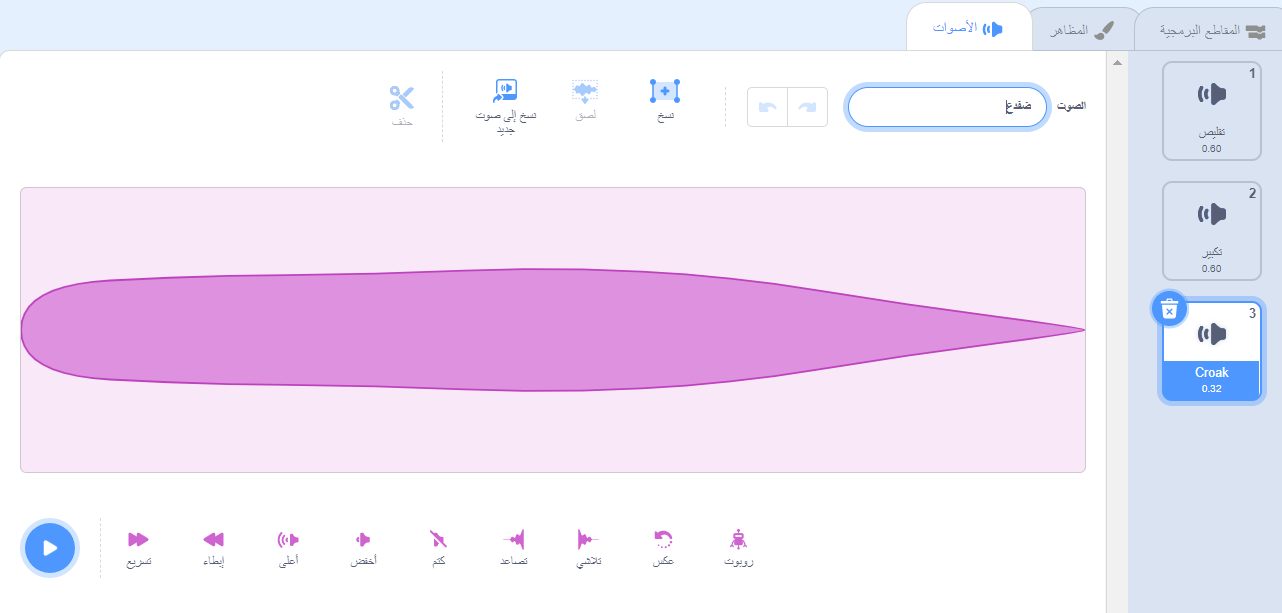 المقاطع البرمجية
المظاهر
الأصوات
1
تقليص
0.60
2
تكبير
0.60
3
Croak
0.32
الصوت
ضفدع
نسخ
لصق
نسخ إلى صوت
جديد
حذف
تسريع
إبطاء
أعلى
أخفض
كتم
تصاعد
تلاشي
عكس
روبوت